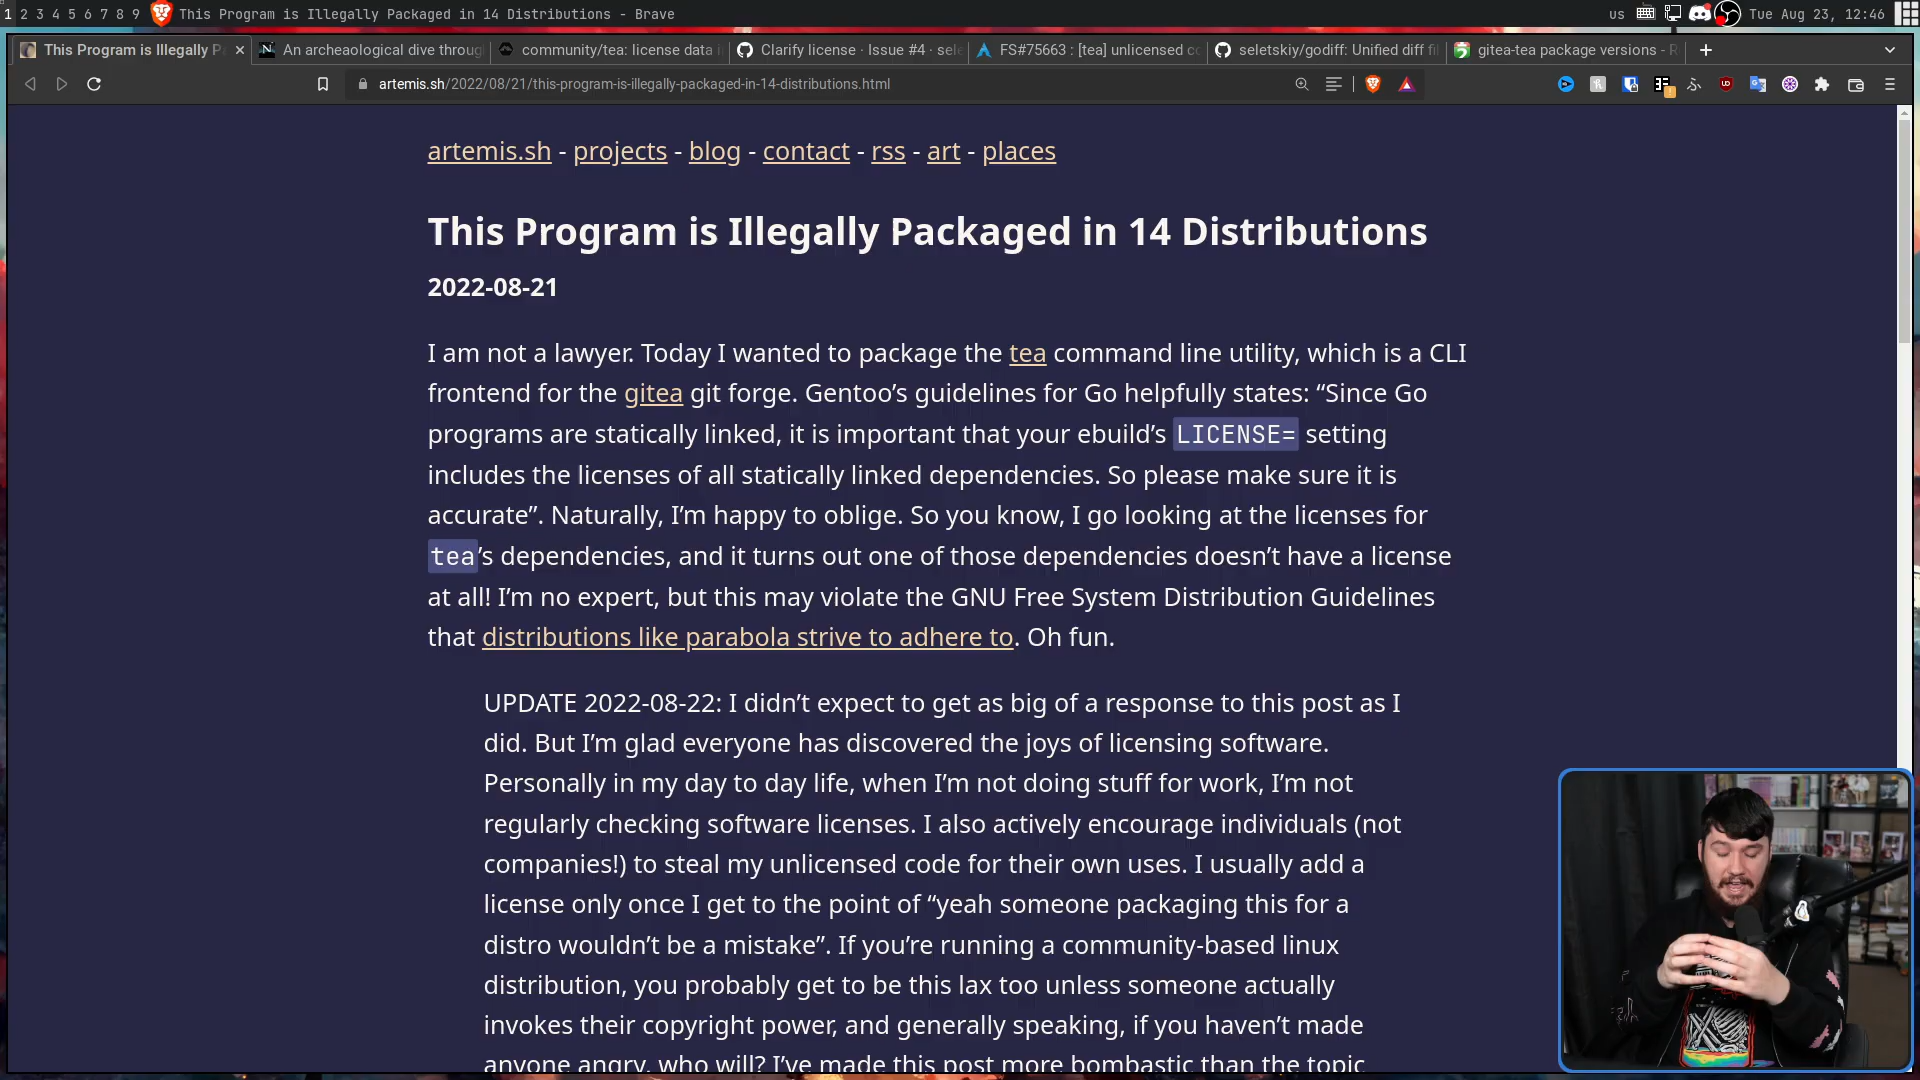 1 2 3 4 5 6 7 8 9 This Program is Illegally Packaged in 14 Distributions - Brave us Tue Aug 23, 12:46
This Program is Illegally P An archeaological dive throug community/tea: license data i Clarify license · Issue #4 · sele FS#75663 : [tea] unlicensed co seletskiy/godiff: Unified diff fi gitea-tea package versions - R
artemis.sh/2022/08/21/this-program-is-illegally-packaged-in-14-distributions.html
artemis.sh - projects - blog - contact - rss - art - places
This Program is Illegally Packaged in 14 Distributions
2022-08-21
I am not a lawyer. Today I wanted to package the tea command line utility, which is a CLI
frontend for the gitea git forge. Gentoo’s guidelines for Go helpfully states: “Since Go
programs are statically linked, it is important that your ebuild’s LICENSE= setting
includes the licenses of all statically linked dependencies. So please make sure it is
accurate”. Naturally, I’m happy to oblige. So you know, I go looking at the licenses for
tea’s dependencies, and it turns out one of those dependencies doesn’t have a license
at all! I’m no expert, but this may violate the GNU Free System Distribution Guidelines
that distributions like parabola strive to adhere to. Oh fun.
UPDATE 2022-08-22: I didn’t expect to get as big of a response to this post as I
did. But I’m glad everyone has discovered the joys of licensing software.
Personally in my day to day life, when I’m not doing stuff for work, I’m not
regularly checking software licenses. I also actively encourage individuals (not
companies!) to steal my unlicensed code for their own uses. I usually add a
license only once I get to the point of “yeah someone packaging this for a
distro wouldn’t be a mistake”. If you’re running a community-based linux
distribution, you probably get to be this lax too unless someone actually
invokes their copyright power, and generally speaking, if you haven’t made
anyone angry, who will? I’ve made this post more bombastic than the topic